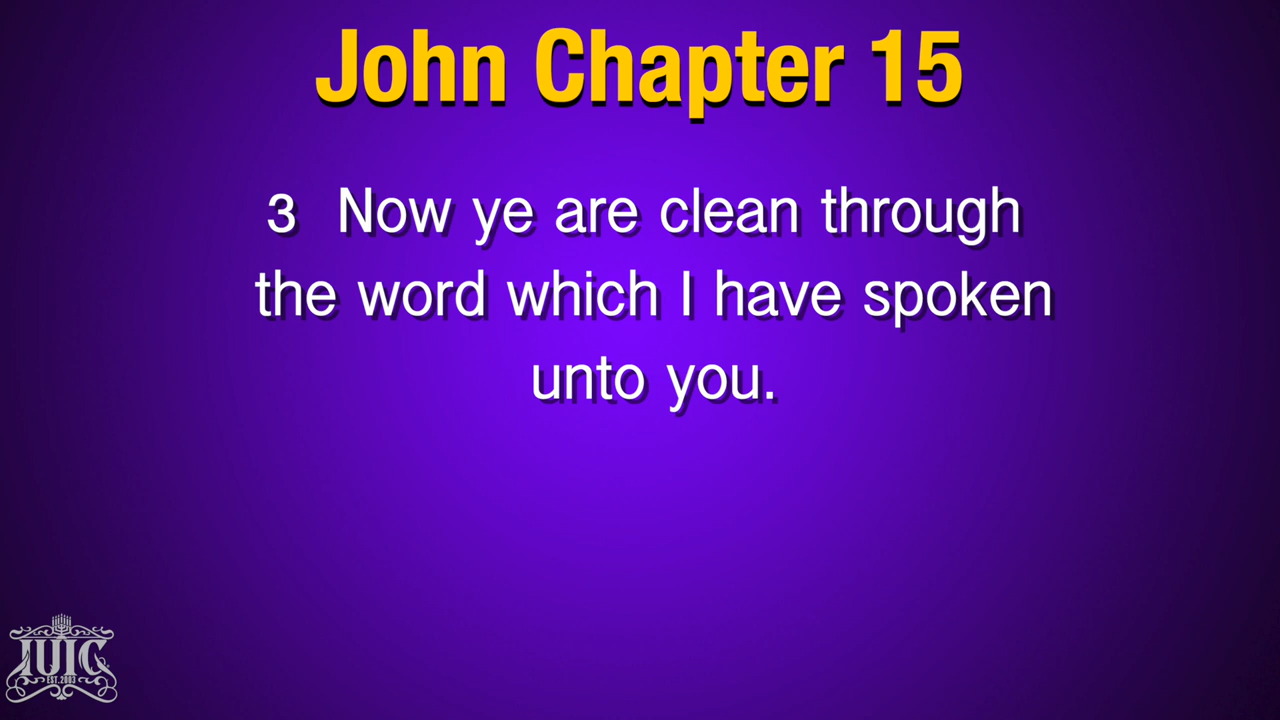 John Chapter 15
3 Now ye are clean through
the word which I have spoken
unto you.
IUIC
EST. 2003